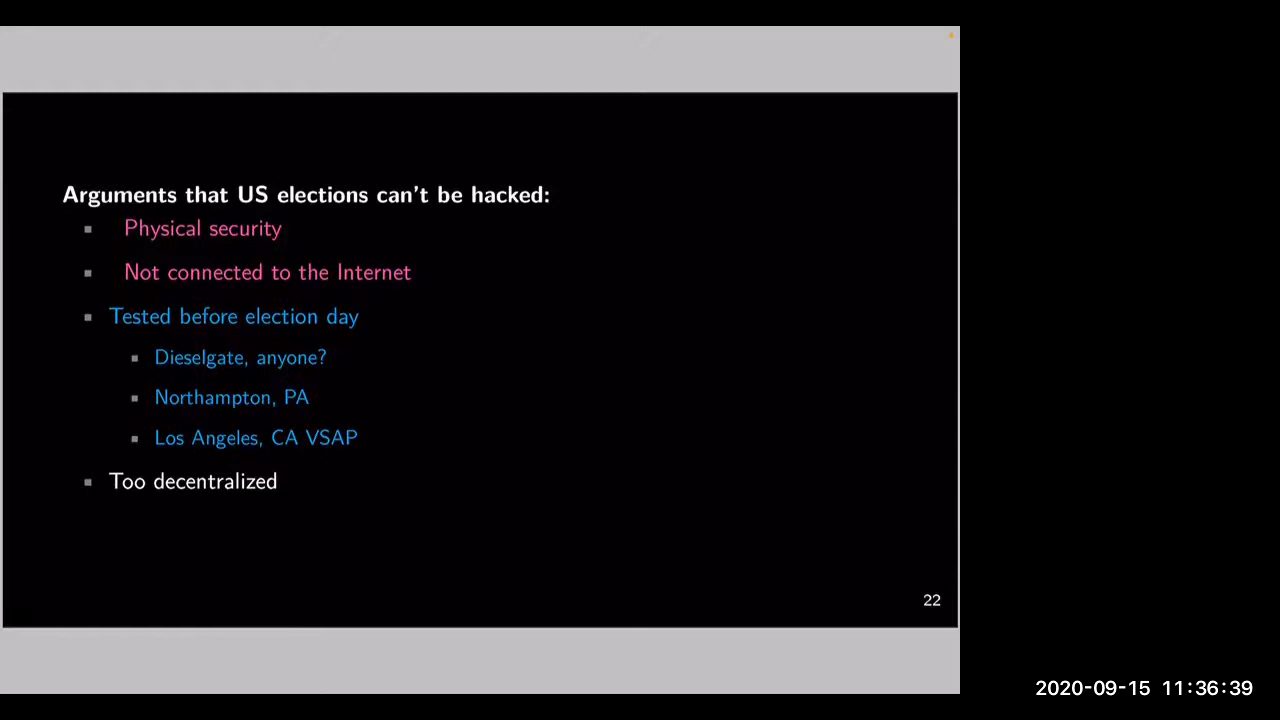 Arguments that US elections can't be hacked:
Physical security
Not connected to the Internet
Tested before election day
Dieselgate, anyone?
Northampton, PA
Los Angeles, CA VSAP
Too decentralized
22
2020-09-15 11:36:39